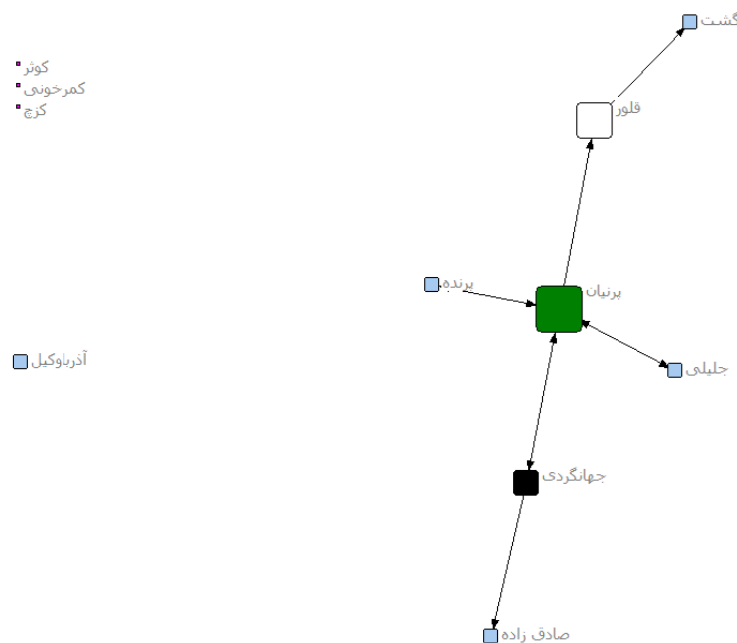 گشت
کوثر
کمرخونی
کزج
قلور
پرنده
پرنیان
آذرباوکیل
جلیلی
جهانگردی
صادق زاده